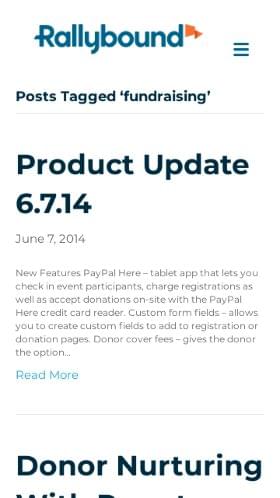 Rallybound
Posts Tagged ‘fundraising’
Product Update
6.7.14
June 7, 2014
New Features PayPal Here – tablet app that lets you
check in event participants, charge registrations as
well as accept donations on-site with the PayPal
Here credit card reader. Custom form fields – allows
you to create custom fields to add to registration or
donation pages. Donor cover fees – gives the donor
the option...
Read More
Donor Nurturing